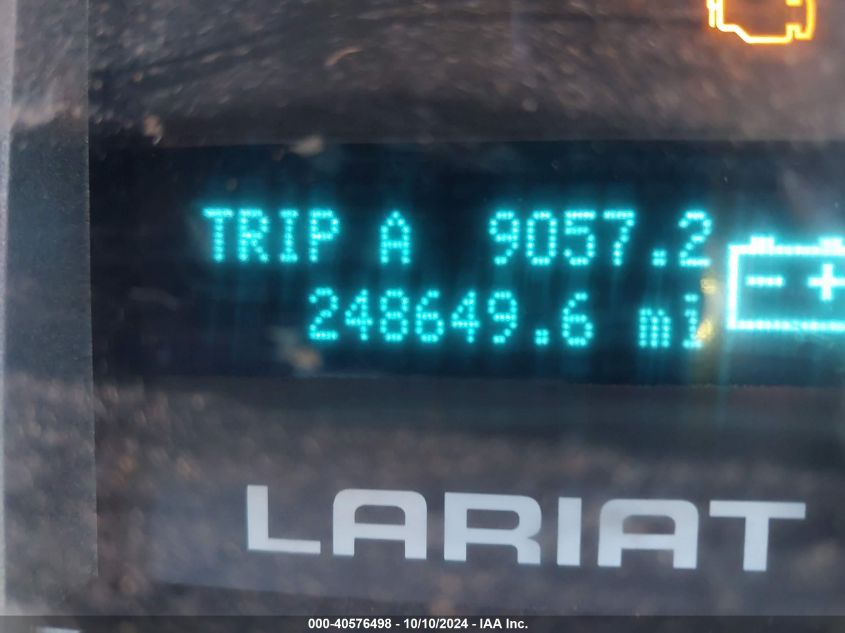 TRIP A 9057.2
248649.6 mi
LARIAT
000-40576498 - 10/10/2024 - IAA Inc.